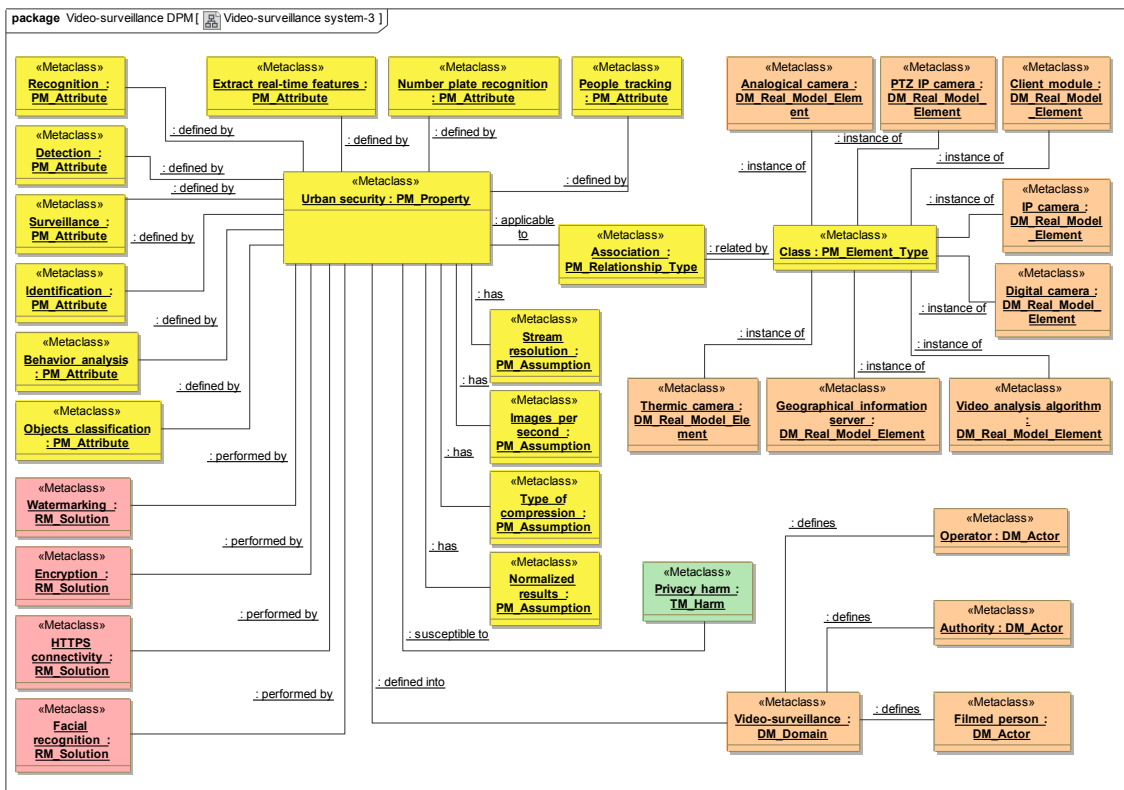 package Video-surveillance DPM [ Video-surveillance system-3 ]
«Metaclass»
Recognition :
PM_Attribute
«Metaclass»
Extract real-time features :
PM_Attribute
«Metaclass»
Number plate recognition
: PM_Attribute
«Metaclass»
People tracking
: PM_Attribute
«Metaclass»
Analogical camera :
DM_Real_Model_Elem
ent
«Metaclass»
PTZ IP camera :
DM_Real_Model_
Element
«Metaclass»
Client module :
DM_Real_Model
_Element
: defined by
: defined by
: defined by
: defined by
: instance of
: instance of
: instance of
«Metaclass»
Detection :
PM_Attribute
: defined by
«Metaclass»
Urban security : PM_Property
«Metaclass»
Surveillance :
PM_Attribute
: defined by
: defined by
«Metaclass»
IP camera :
DM_Real_Model
_Element
: instance of
: applicable
to
«Metaclass»
Association :
PM_Relationship_Type
: related by
«Metaclass»
Class : PM_Element_Type
«Metaclass»
Identification :
PM_Attribute
: defined by
«Metaclass»
Digital camera :
DM_Real_Model_
Element
: instance of
«Metaclass»
Behavior analysis
: PM_Attribute
: defined by
: has
«Metaclass»
Stream
resolution :
PM_Assumption
: instance of
: instance of
: instance of
«Metaclass»
Objects classification
: PM_Attribute
: has
«Metaclass»
Images per
second :
PM_Assumption
«Metaclass»
Thermic camera :
DM_Real_Model_Ele
ment
«Metaclass»
Geographical information
server :
DM_Real_Model_Element
«Metaclass»
Video analysis algorithm
:
DM_Real_Model_Element
: performed by
: has
«Metaclass»
Watermarking :
RM_Solution
«Metaclass»
Type of
compression :
PM_Assumption
: performed by
: has
«Metaclass»
Encryption :
RM_Solution
«Metaclass»
Normalized
results :
PM_Assumption
«Metaclass»
Privacy harm :
TM_Harm
: defines
«Metaclass»
Operator : DM_Actor
: performed by
«Metaclass»
HTTPS
connectivity :
RM_Solution
: susceptible to
: defines
«Metaclass»
Authority : DM_Actor
: performed by
: defined into
«Metaclass»
Facial
recognition :
RM_Solution
«Metaclass»
Video-surveillance :
DM_Domain
: defines
«Metaclass»
Filmed person :
DM_Actor